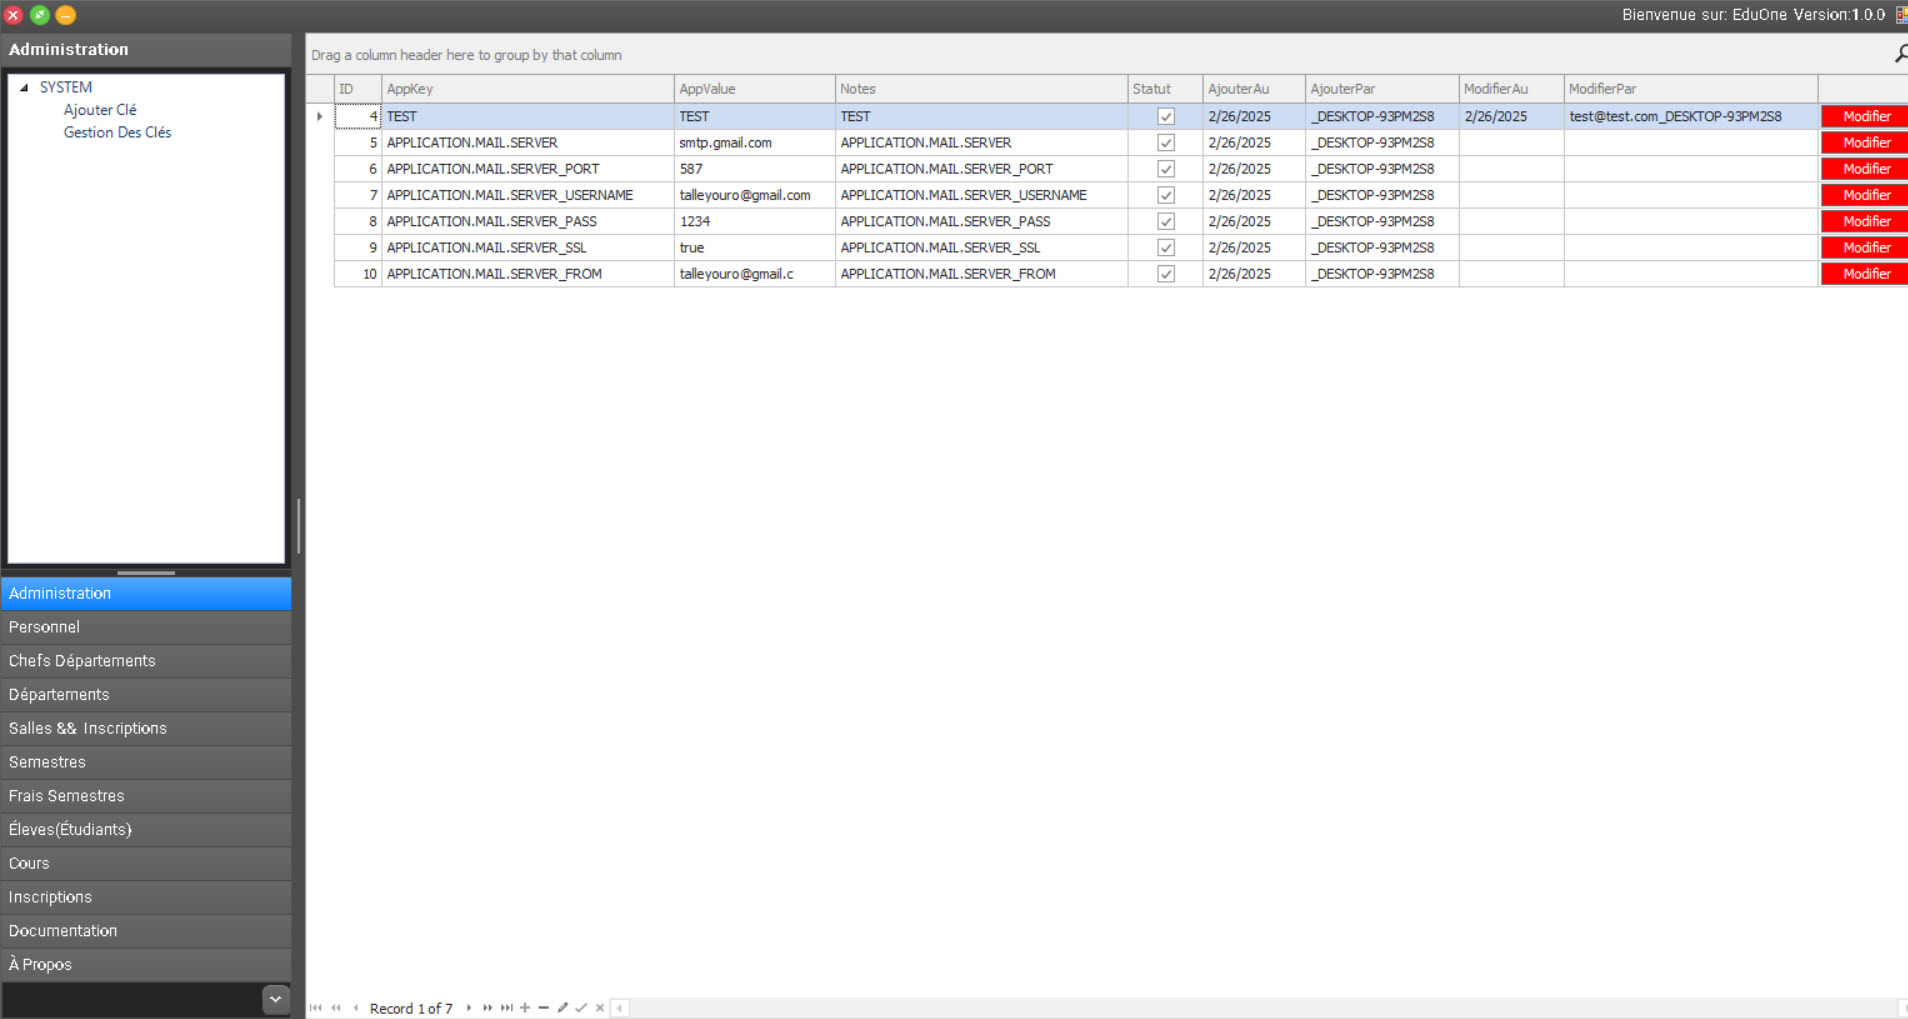 Bienvenue sur: EduOne Version:1.0.0
Administration
SYSTEM
Ajouter Clé
Gestion Des Clés
Administration
Personnel
Chefs Départements
Départements
Salles && Inscriptions
Semestres
Frais Semestres
Éleves(Étudiants)
Cours
Inscriptions
Documentation
À Propos
Drag a column header here to group by that column
ID AppKey AppValue Notes Statut AjouterAu AjouterPar ModifierAu ModifierPar
4 TEST TEST TEST 2/26/2025 _DESKTOP-93PM2S8 2/26/2025 test@test.com_DESKTOP-93PM2S8 Modifier
5 APPLICATION.MAIL.SERVER smtp.gmail.com APPLICATION.MAIL.SERVER 2/26/2025 _DESKTOP-93PM2S8 Modifier
6 APPLICATION.MAIL.SERVER_PORT 587 APPLICATION.MAIL.SERVER_PORT 2/26/2025 _DESKTOP-93PM2S8 Modifier
7 APPLICATION.MAIL.SERVER_USERNAME talleyouro@gmail.com APPLICATION.MAIL.SERVER_USERNAME 2/26/2025 _DESKTOP-93PM2S8 Modifier
8 APPLICATION.MAIL.SERVER_PASS 1234 APPLICATION.MAIL.SERVER_PASS 2/26/2025 _DESKTOP-93PM2S8 Modifier
9 APPLICATION.MAIL.SERVER_SSL true APPLICATION.MAIL.SERVER_SSL 2/26/2025 _DESKTOP-93PM2S8 Modifier
10 APPLICATION.MAIL.SERVER_FROM talleyouro@gmail.c APPLICATION.MAIL.SERVER_FROM 2/26/2025 _DESKTOP-93PM2S8 Modifier
Record 1 of 7